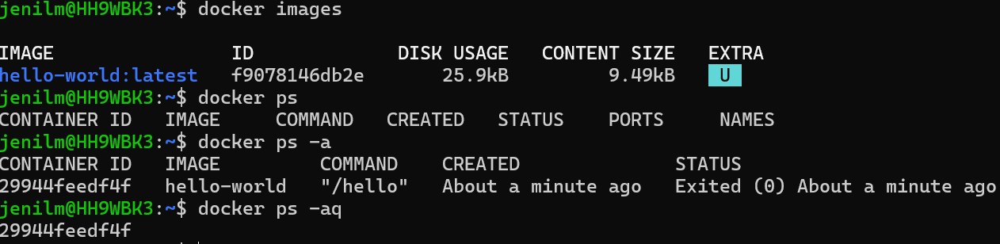 jenilm@HH9WBK3:~$ docker images
IMAGE ID DISK USAGE CONTENT SIZE EXTRA
hello-world:latest f9078146db2e 25.9kB 9.49kB U
jenilm@HH9WBK3:~$ docker ps
CONTAINER ID IMAGE COMMAND CREATED STATUS PORTS NAMES
jenilm@HH9WBK3:~$ docker ps -a
CONTAINER ID IMAGE COMMAND CREATED STATUS
29944feedf4f hello-world "/hello" About a minute ago Exited (0) About a minute ago
jenilm@HH9WBK3:~$ docker ps -aq
29944feedf4f